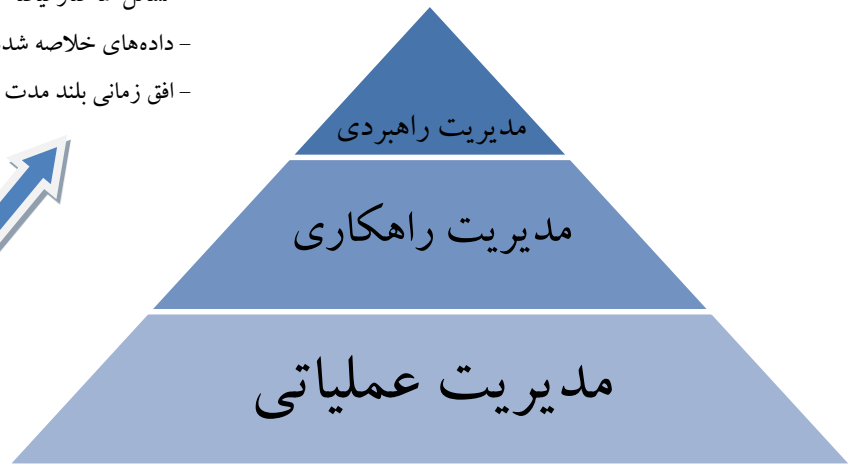 – داده‌های خلاصه شد
– افق زمانی بلند مدت
مدیریت راهبردی
مدیریت راهکاری
مدیریت عملیاتی